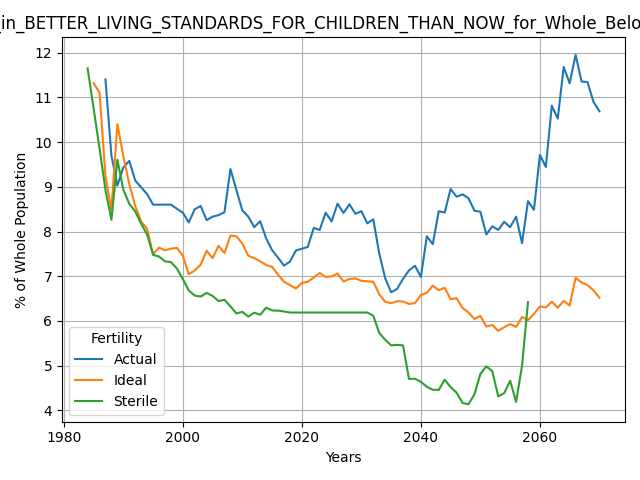 _in_BETTER_LIVING_STANDARDS_FOR_CHILDREN_THAN_NOW_for_Whole_Belo
% of Whole Population
12
11
10
9
8
7
6
5
4
Fertility
Actual
Ideal
Sterile
1980
2000
2020
2040
2060
Years